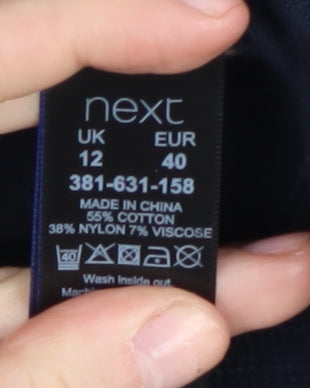 next
UK EUR
12 40
381-631-158
MADE IN CHINA
55% COTTON
38% NYLON 7% VISCOSE
40
Wash inside out